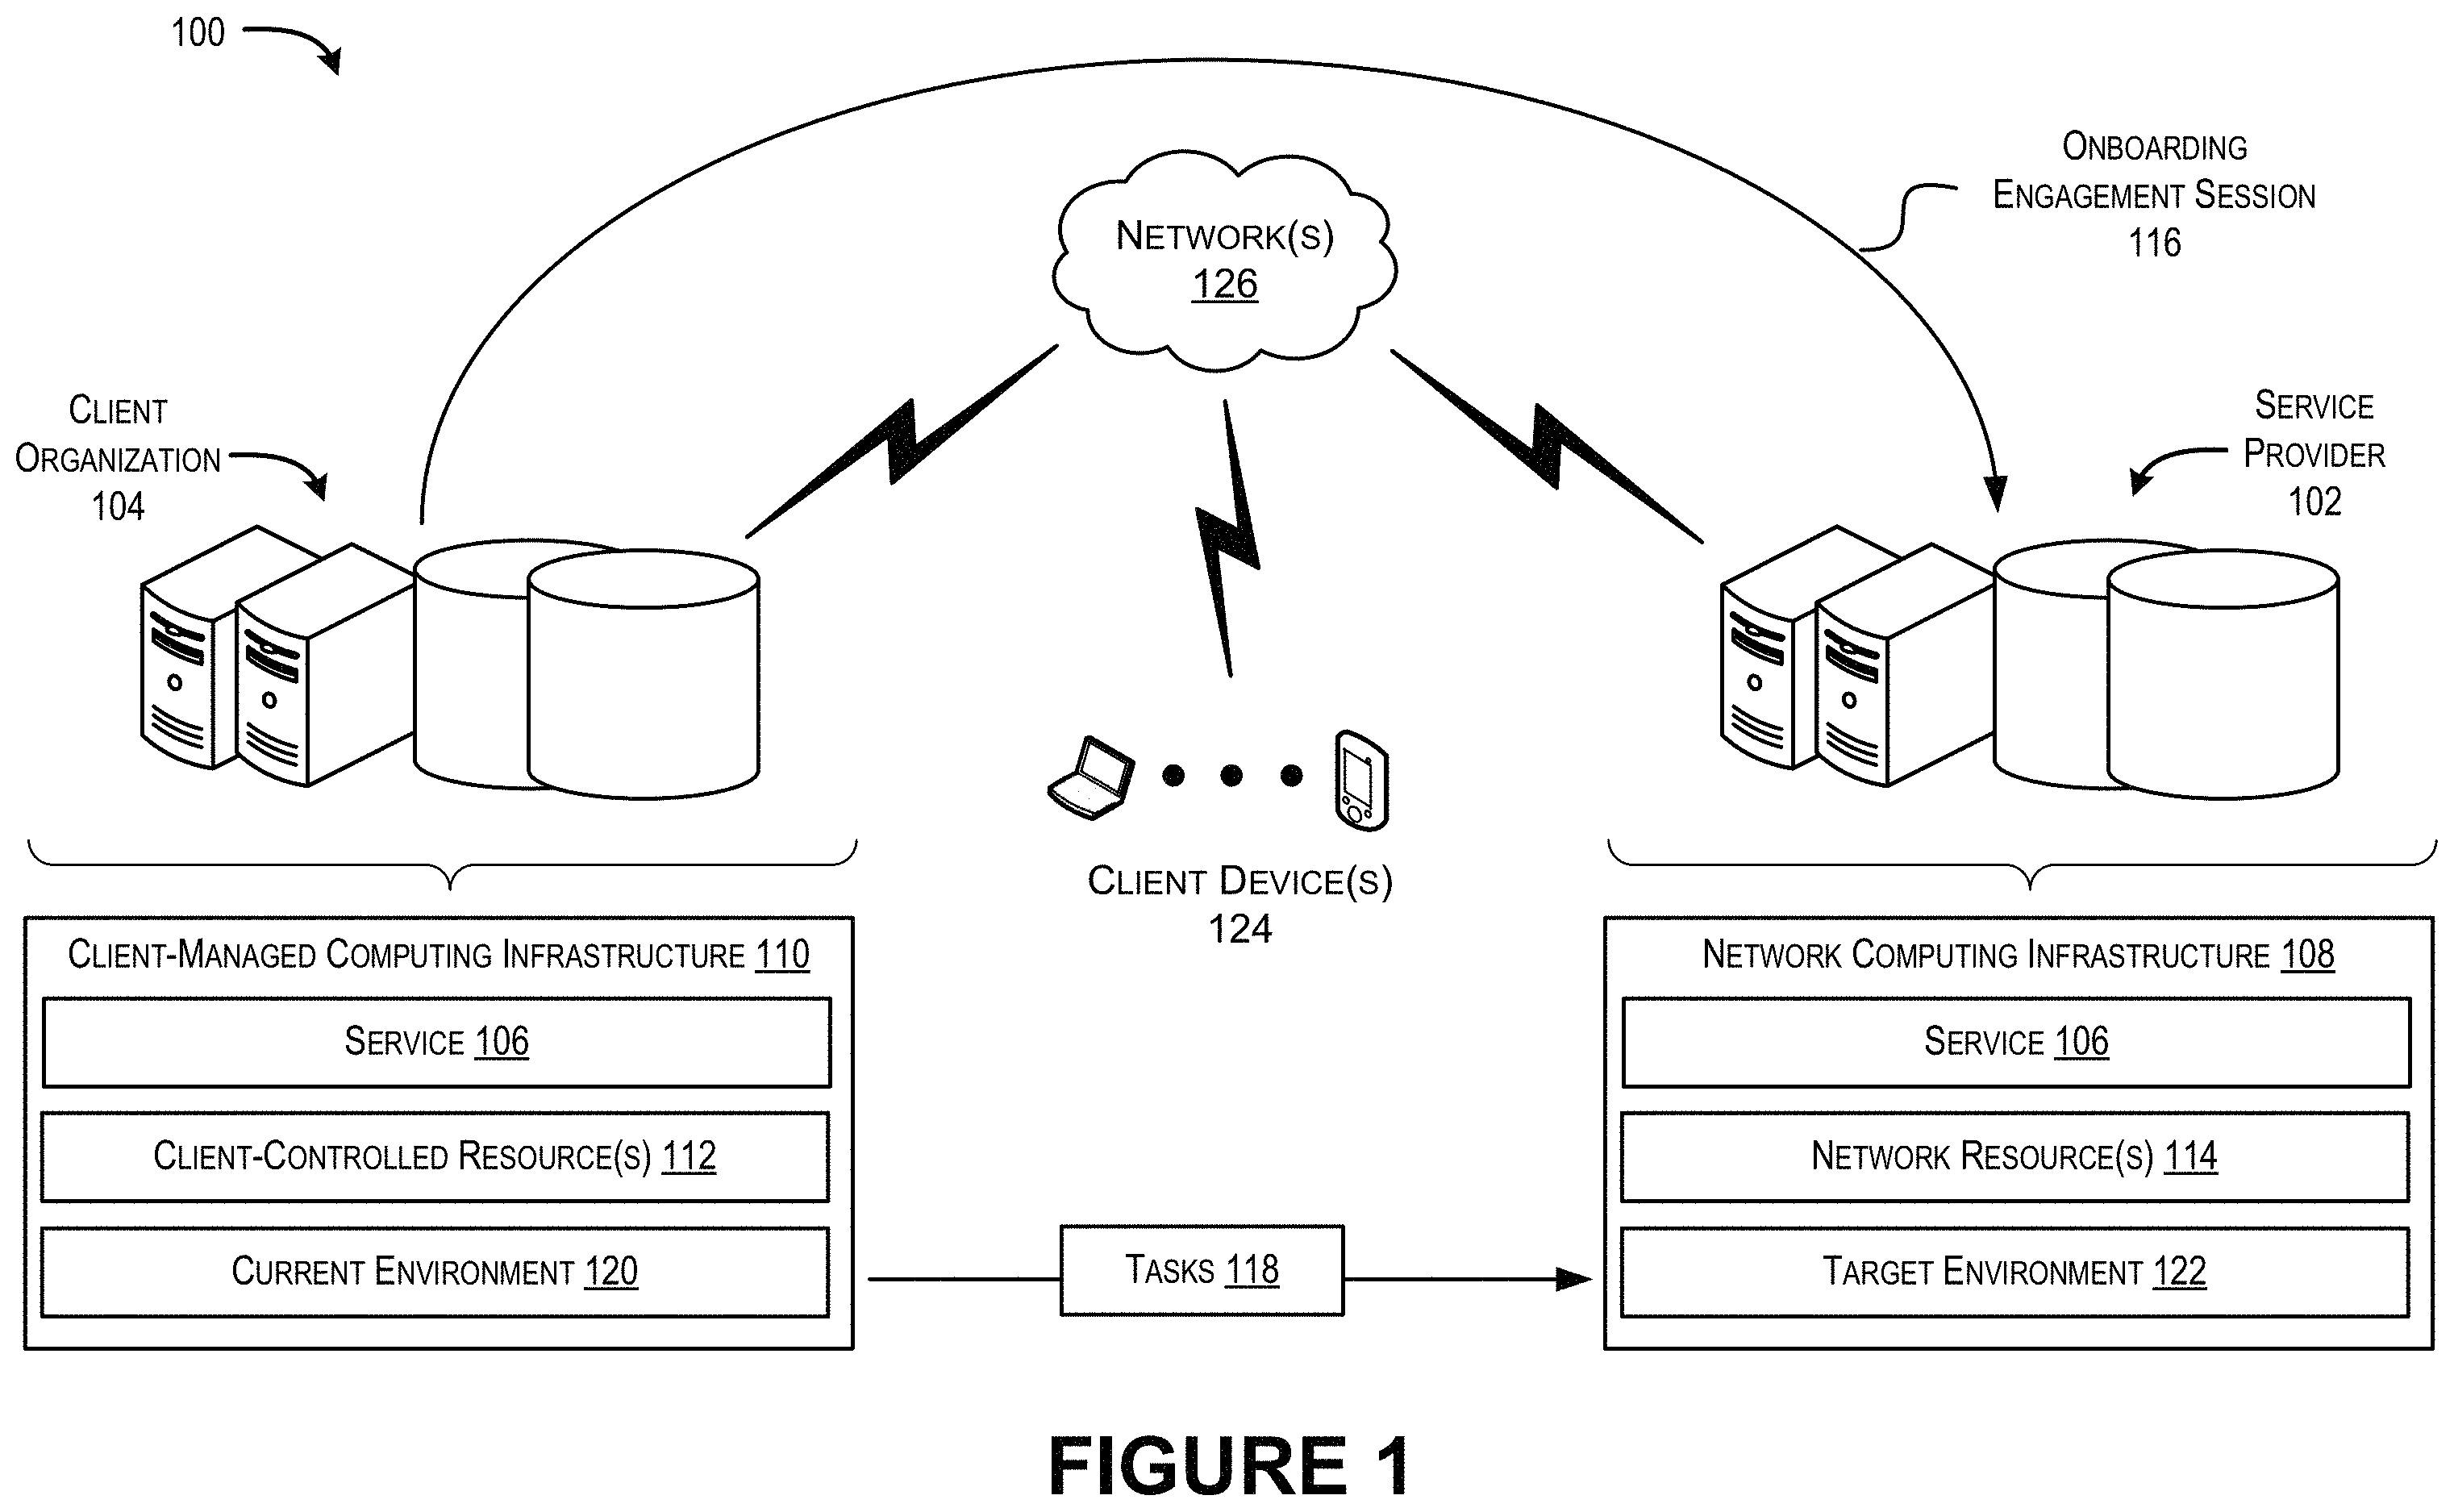 100
ONBOARDING
ENGAGEMENT SESSION
116
NETWORK(S)
126
CLIENT
ORGANIZATION
104
SERVICE
PROVIDER
102
CLIENT DEVICE(S)
124
CLIENT-MANAGED COMPUTING INFRASTRUCTURE 110
SERVICE 106
CLIENT-CONTROLLED RESOURCE(S) 112
CURRENT ENVIRONMENT 120
TASKS 118
NETWORK COMPUTING INFRASTRUCTURE 108
SERVICE 106
NETWORK RESOURCE(S) 114
TARGET ENVIRONMENT 122
FIGURE 1